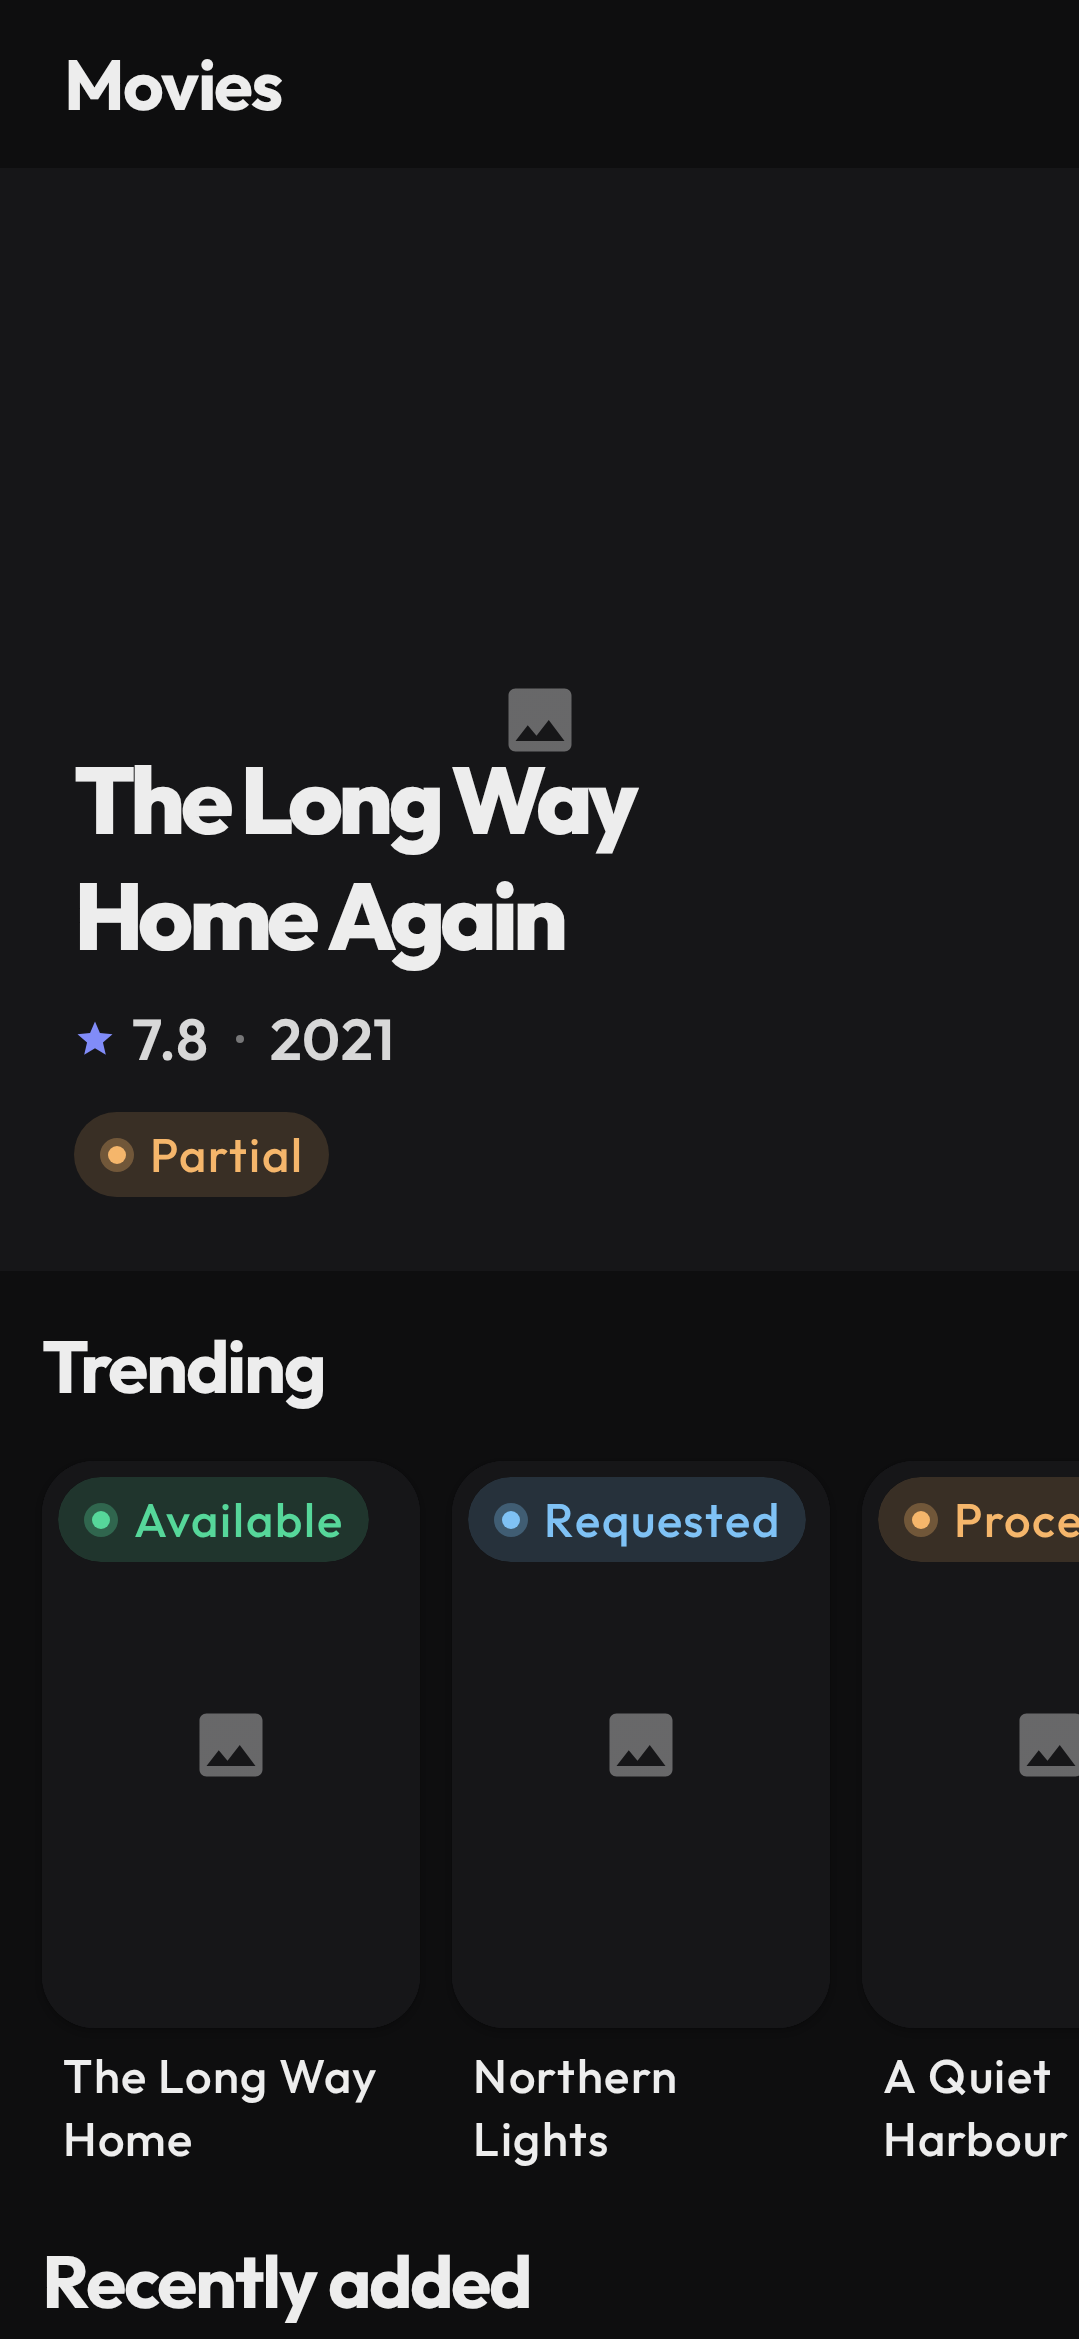 Movies
The Long Way
Home Again
7.8 · 2021
Partial
Trending
Available
Requested
Proce
The Long Way
Home
Northern
Lights
A Quiet
Harbour
Recently added